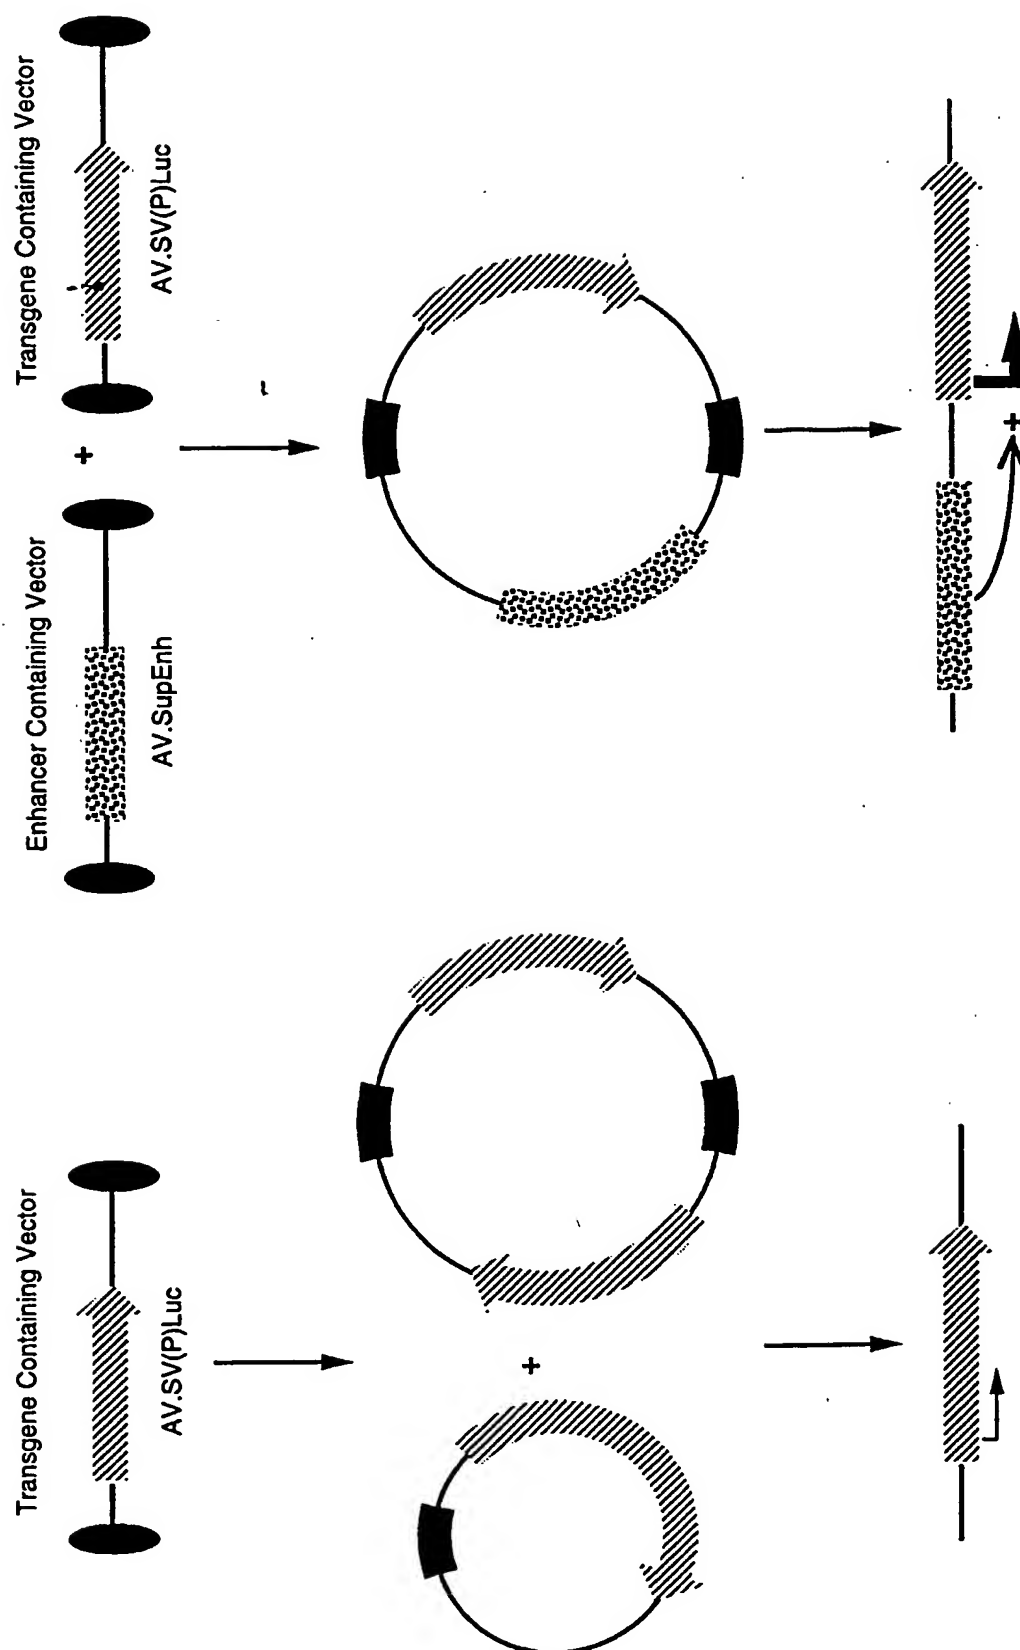 Transgene Containing Vector
AV.SV(P)Luc
+
Enhancer Containing Vector
+
Transgene Containing Vector
AV.SupEnh
AV.SV(P)Luc
+